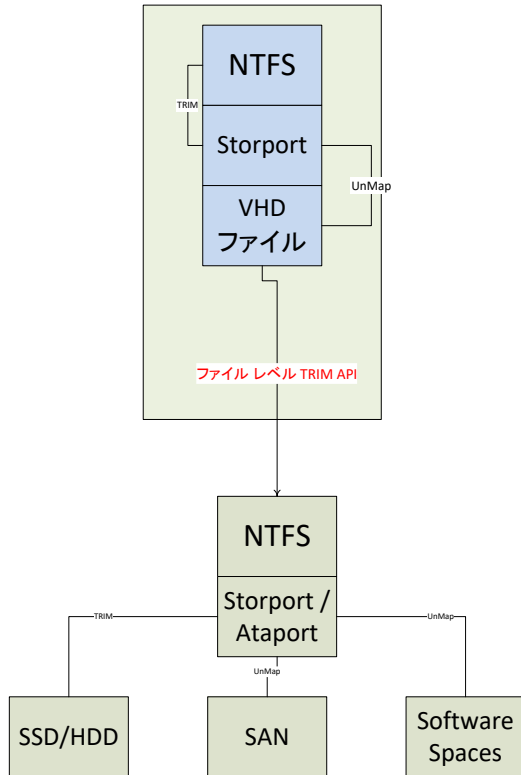 NTFS
TRIM
Storport
UnMap
VHD
ファイル
ファイル レベル TRIM API
NTFS
Storport /
Ataport
TRIM
UnMap
UnMap
SSD/HDD
SAN
Software
Spaces